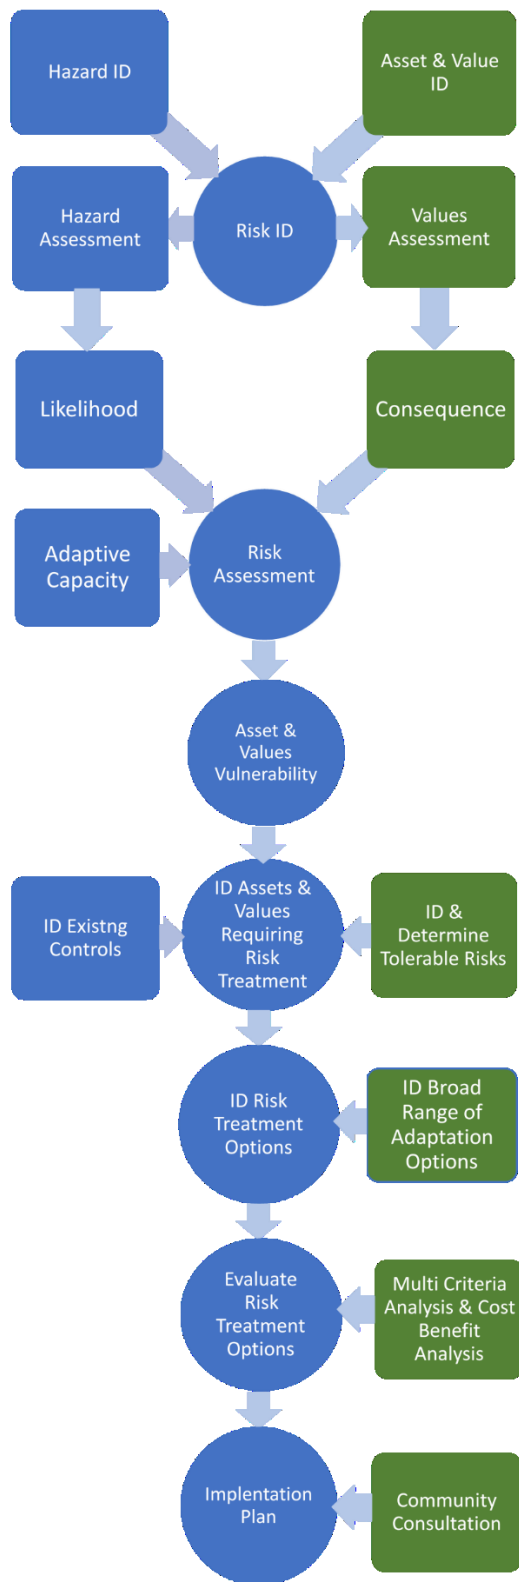 Hazard ID
Asset & Value
ID
Hazard
Assessment
Risk ID
Values
Assessment
Likelihood
Consequence
Adaptive
Capacity
Risk
Assessment
Asset &
Values
Vulnerability
ID Existng
Controls
ID Assets &
Values
Requiring
Risk
Treatment
ID &
Determine
Tolerable Risks
ID Risk
Treatment
Options
ID Broad
Range of
Adaptation
Options
Evaluate
Risk
Treatment
Options
Multi Criteria
Analysis & Cost
Benefit
Analysis
Implentation
Plan
Community
Consultation